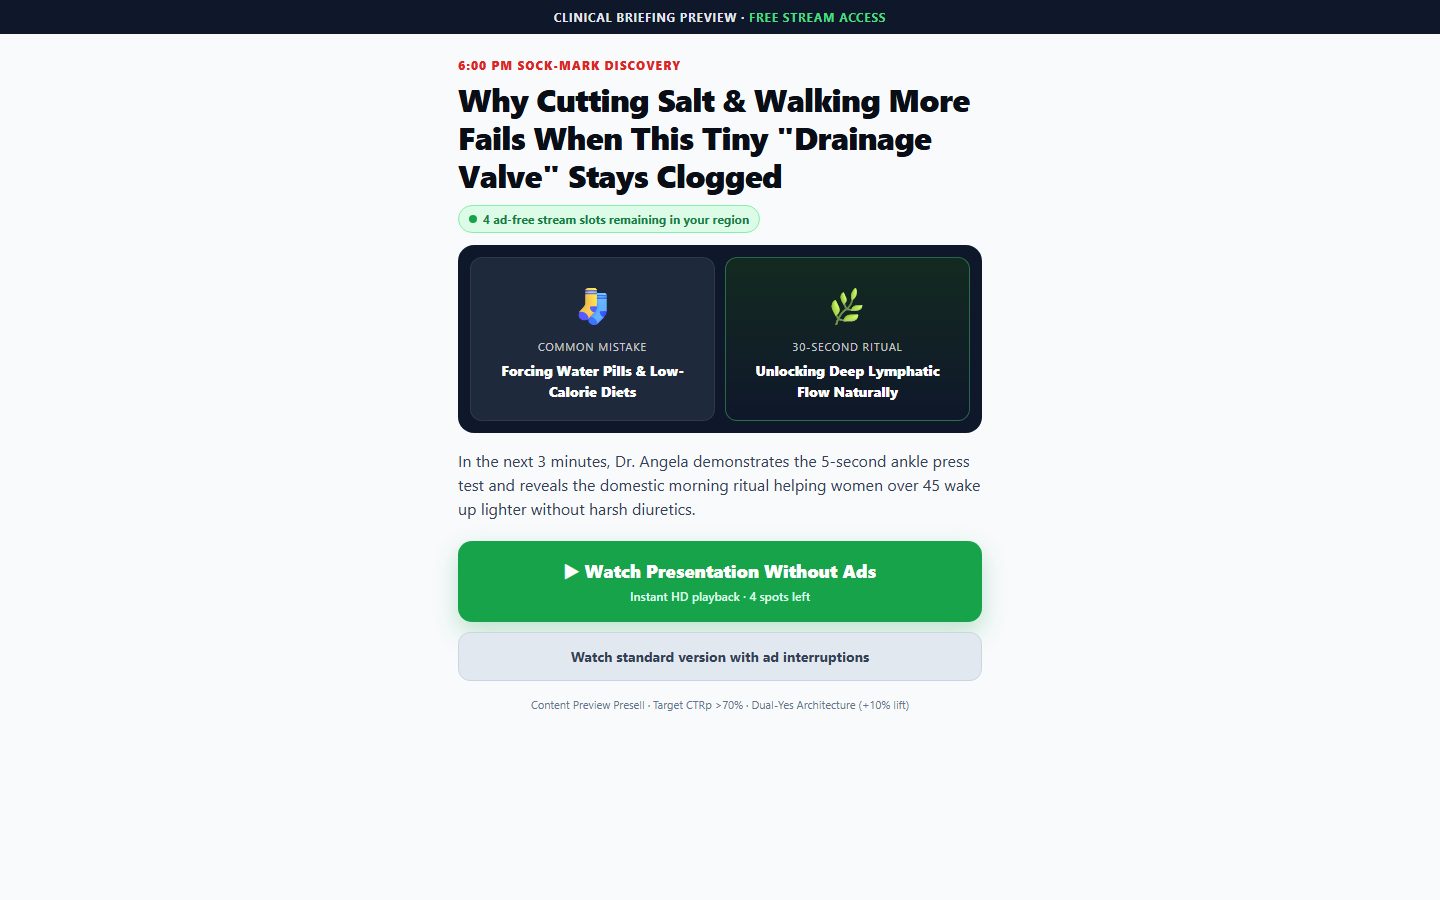 CLINICAL BRIEFING PREVIEW · FREE STREAM ACCESS
6:00 PM SOCK-MARK DISCOVERY
Why Cutting Salt & Walking More
Fails When This Tiny "Drainage
Valve" Stays Clogged
4 ad-free stream slots remaining in your region
COMMON MISTAKE
Forcing Water Pills & Low-
Calorie Diets
30-SECOND RITUAL
Unlocking Deep Lymphatic
Flow Naturally
In the next 3 minutes, Dr. Angela demonstrates the 5-second ankle press
test and reveals the domestic morning ritual helping women over 45 wake
up lighter without harsh diuretics.
▶ Watch Presentation Without Ads
Instant HD playback · 4 spots left
Watch standard version with ad interruptions
Content Preview Presell · Target CTRp >70% · Dual-Yes Architecture (+10% lift)